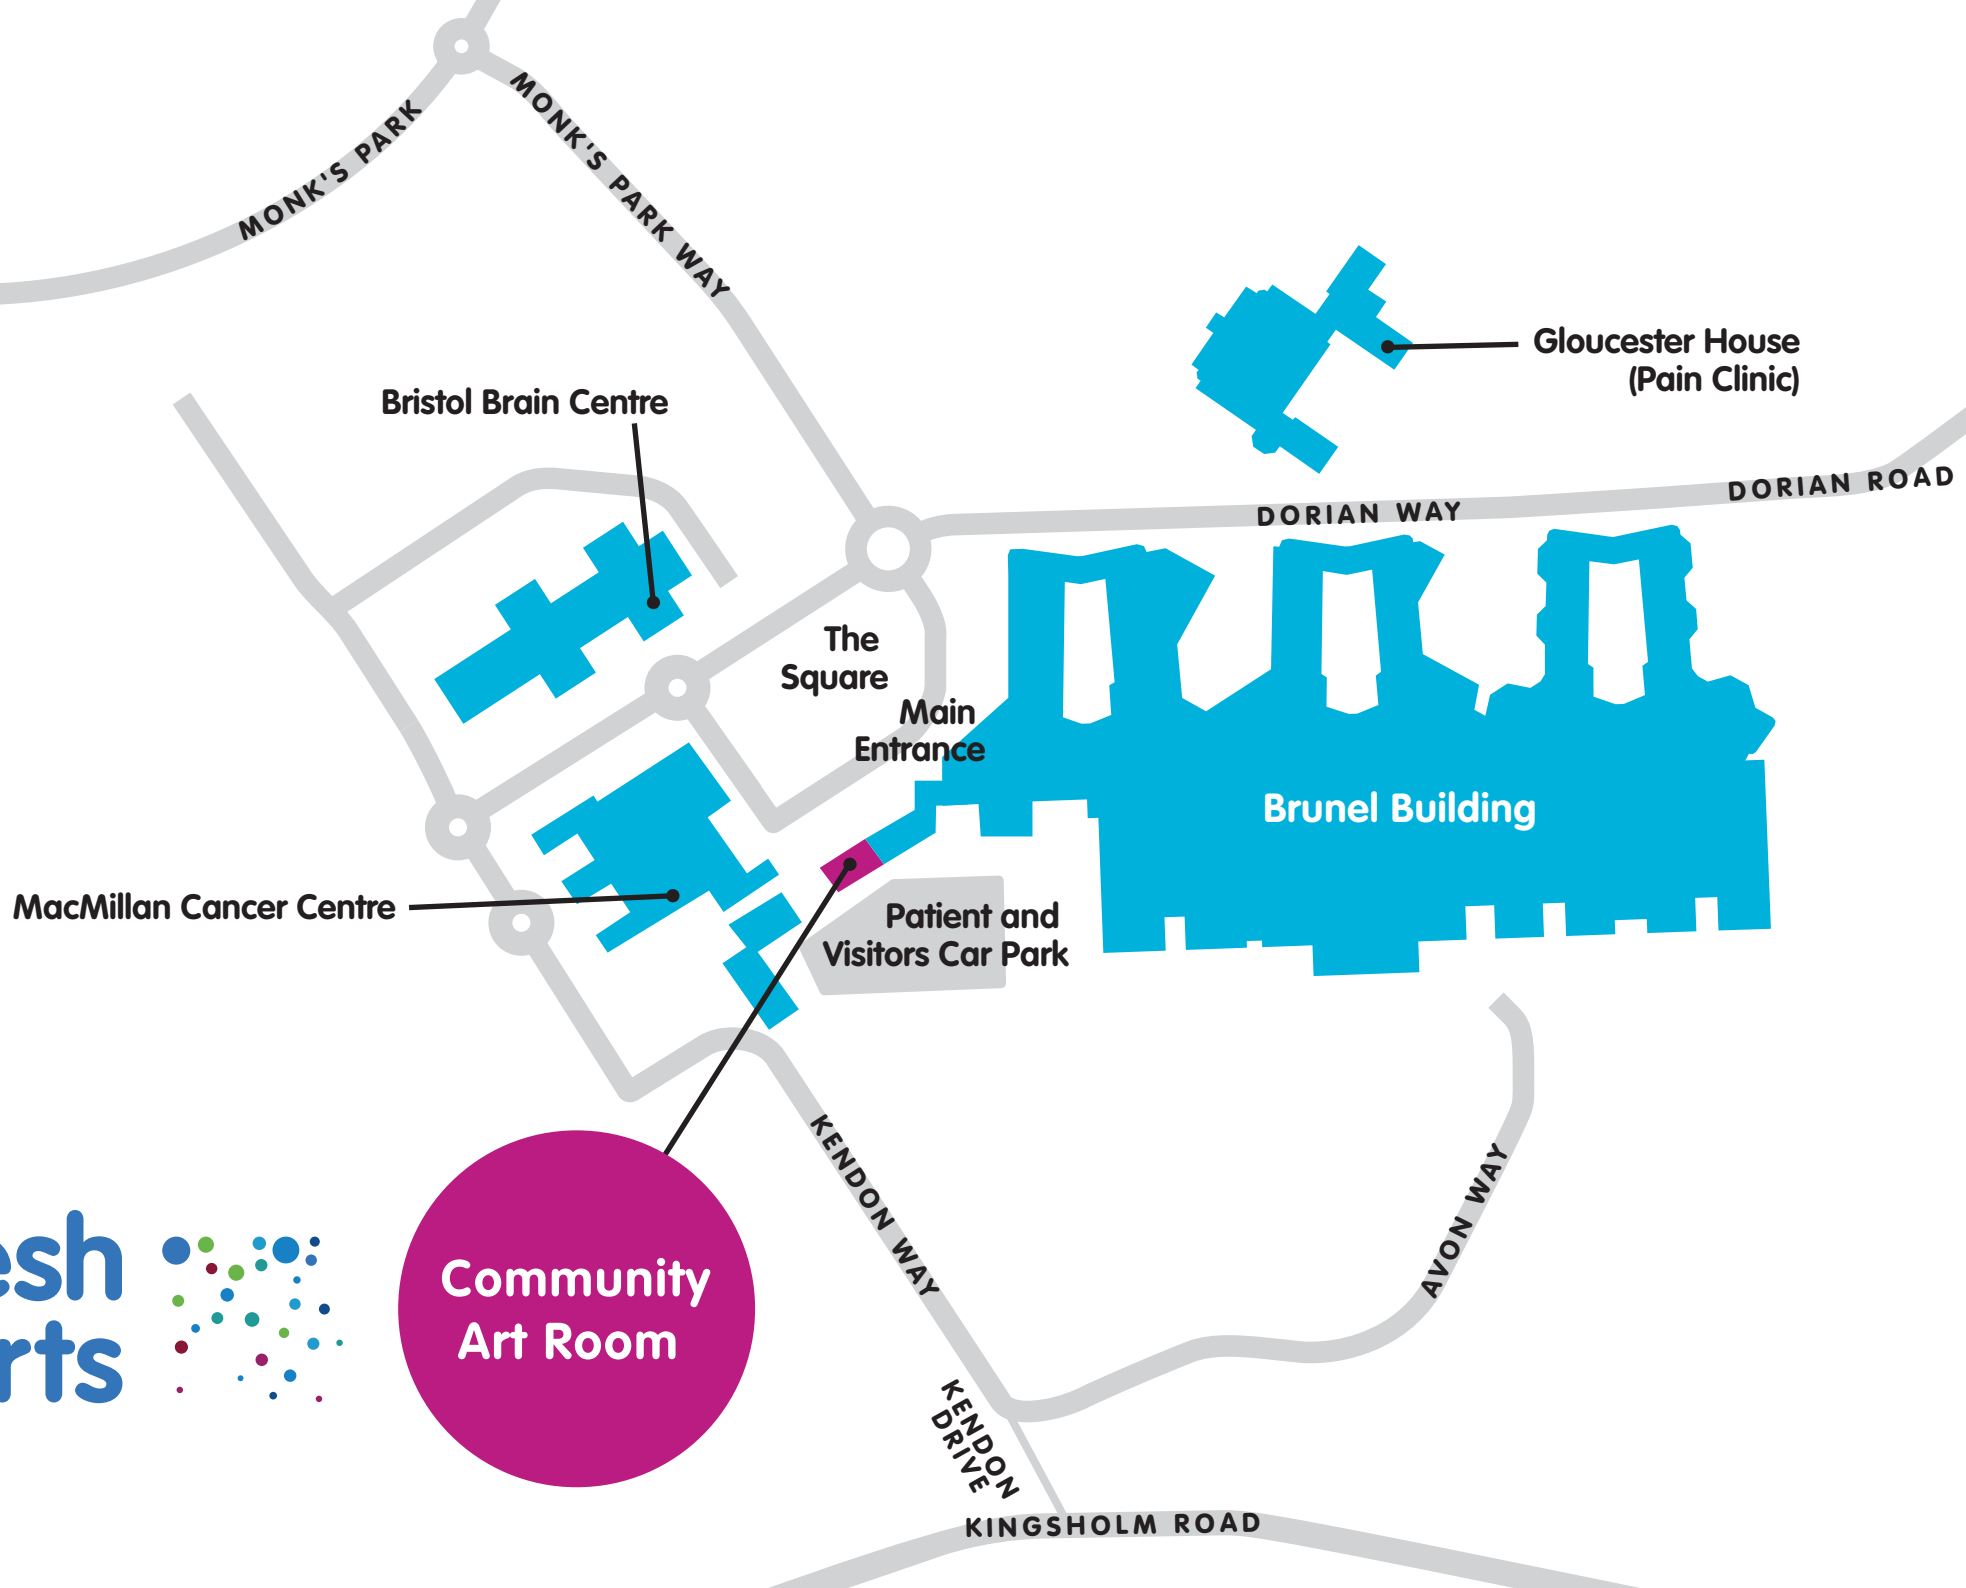 MONK'S PARK
MONK'S PARK WAY
Gloucester House
(Pain Clinic)
Bristol Brain Centre
DORIAN WAY
DORIAN ROAD
The
Square
Main
Entrance
Brunel Building
MacMillan Cancer Centre
Patient and
Visitors Car Park
KENDON WAY
AVON WAY
Community
Art Room
KENDON
DRIVE
KINGSHOLM ROAD